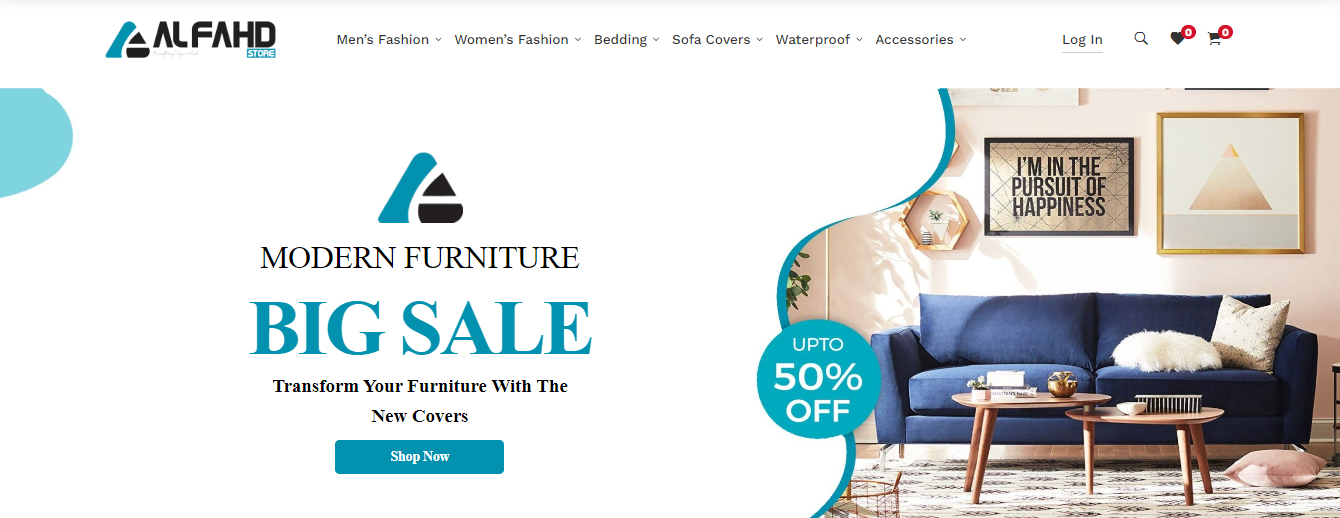 ALFAHD
STORE
Men's Fashion
Women's Fashion
Bedding
Sofa Covers
Waterproof
Accessories
Log In
0
0
MODERN FURNITURE
BIG SALE
Transform Your Furniture With The
New Covers
Shop Now
UPTO
50%
OFF
I'M IN THE
PURSUIT OF
HAPPINESS